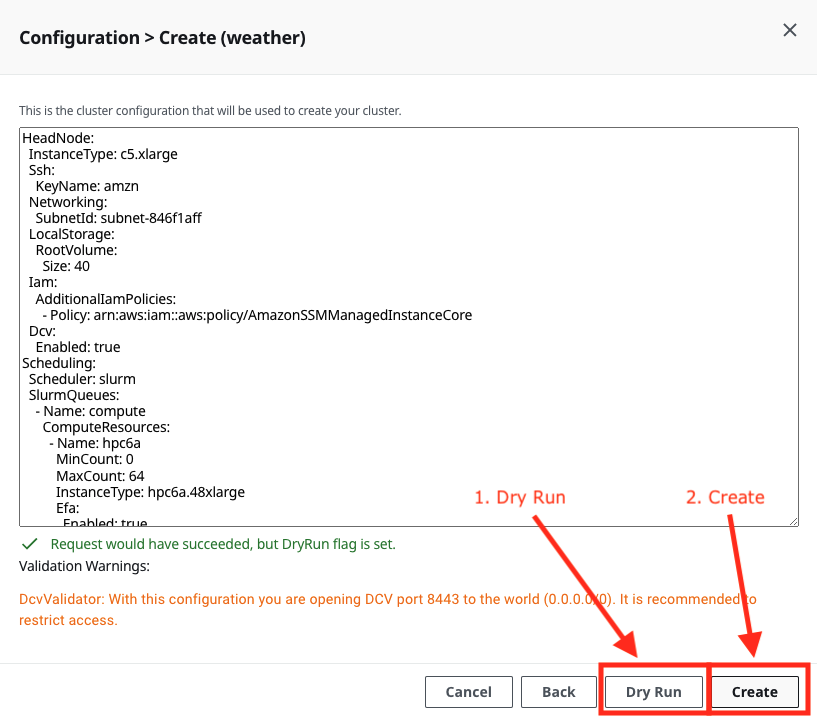 Configuration > Create (weather)
This is the cluster configuration that will be used to create your cluster.
HeadNode:
InstanceType: c5.xlarge
Ssh:
KeyName: amzn
Networking:
SubnetId: subnet-846f1aff
LocalStorage:
RootVolume:
Size: 40
Iam:
AdditionalIamPolicies:
- Policy: arn:aws:iam::aws:policy/AmazonSSMManagedInstanceCore
Dcv:
Enabled: true
Scheduling:
Scheduler: slurm
SlurmQueues:
- Name: compute
ComputeResources:
- Name: hpc6a
MinCount: 0
MaxCount: 64
InstanceType: hpc6a.48xlarge
Efa:
Enabled: true
1. Dry Run
2. Create
Request would have succeeded, but DryRun flag is set.
Validation Warnings:
DcvValidator: With this configuration you are opening DCV port 8443 to the world (0.0.0.0/0). It is recommended to
restrict access.
Cancel
Back
Dry Run
Create